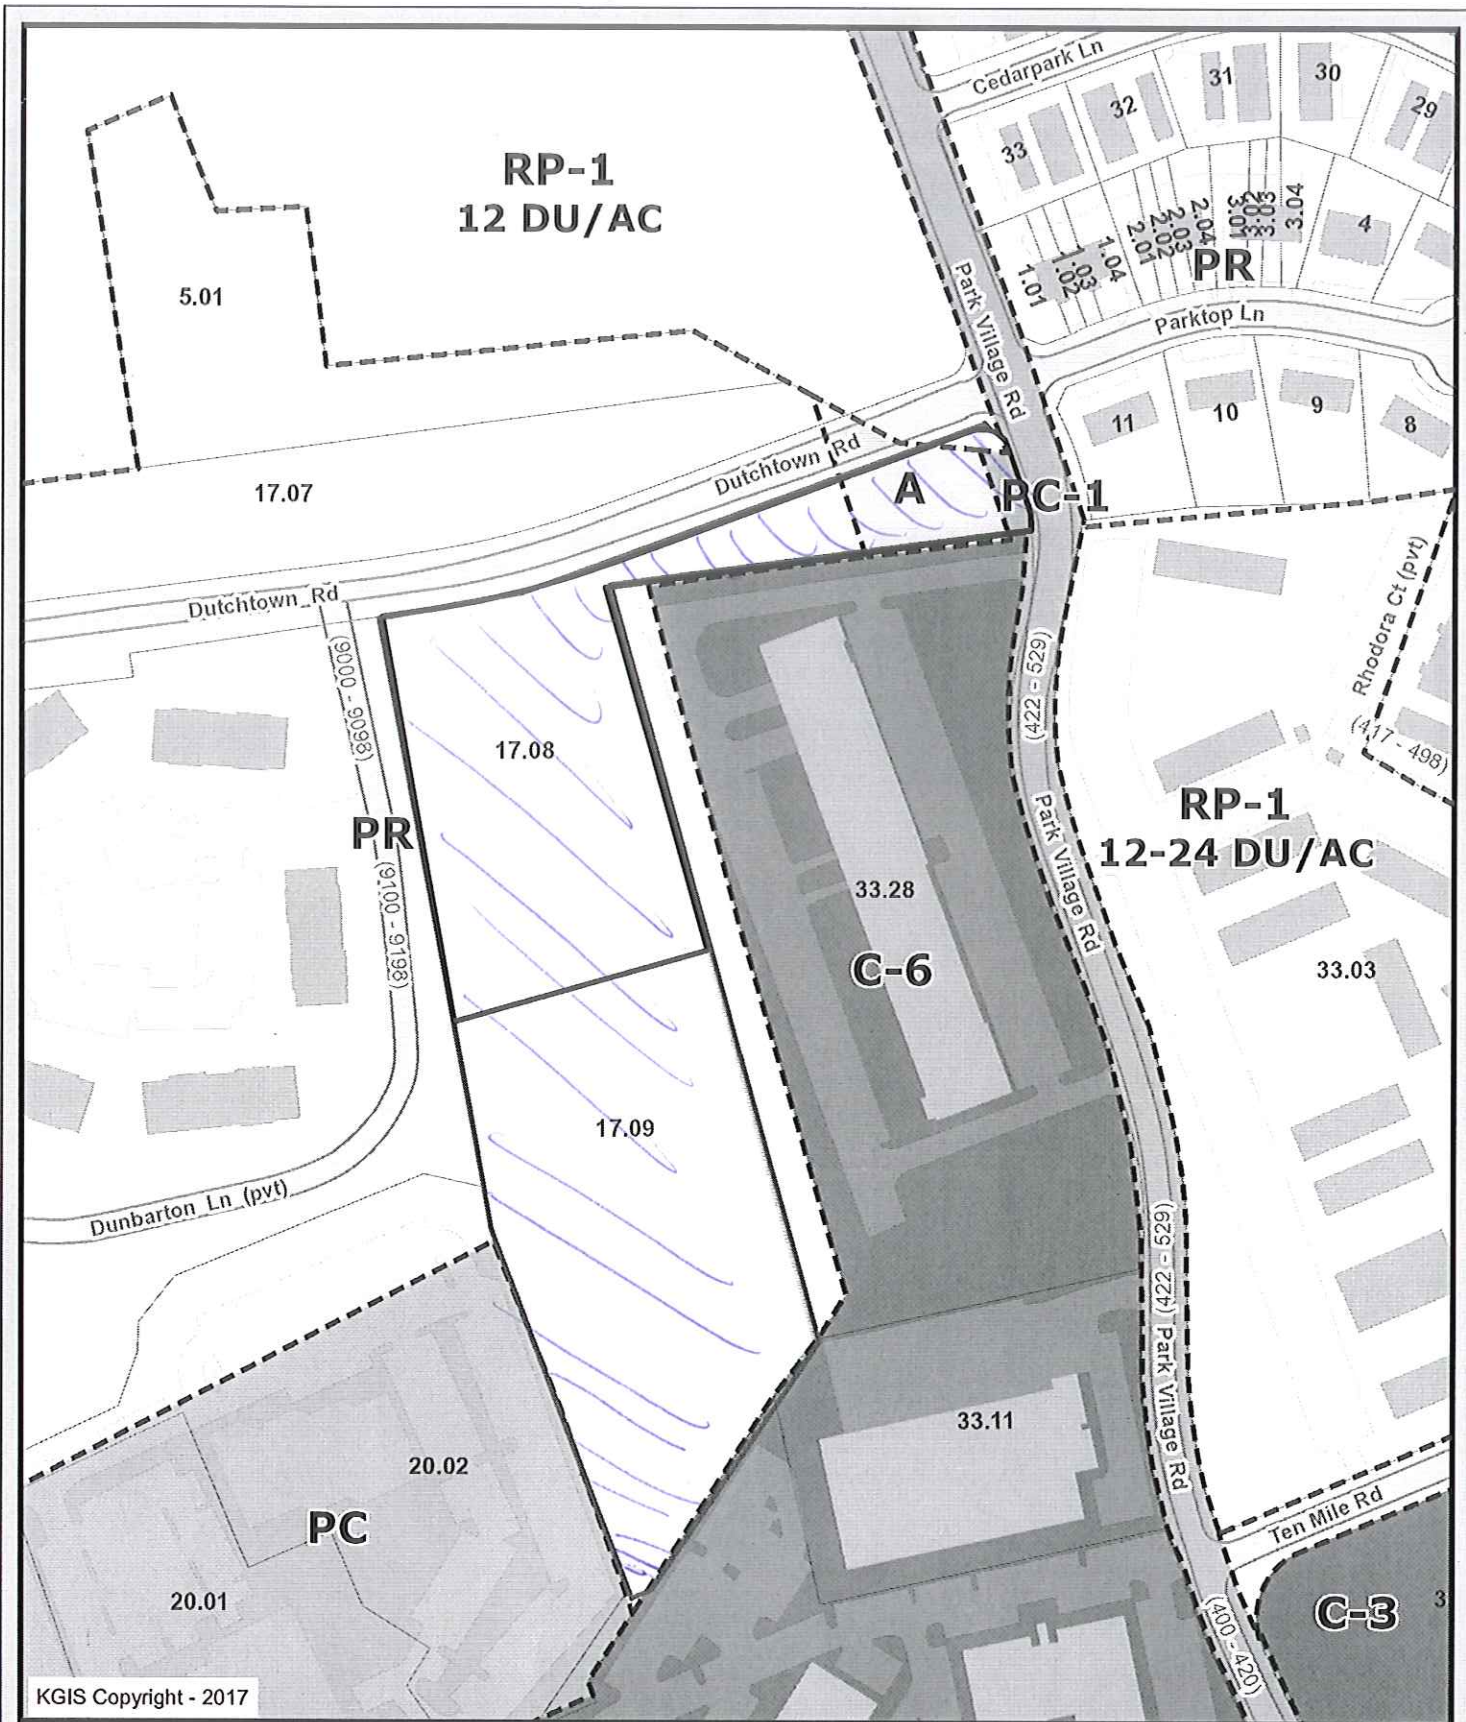 Cedarpark Ln
31
30
32
29
33
RP-1
12 DU/AC
5.01
Park Village Rd
1.01
1.02
1.03
1.04
2.01
2.02
2.03
2.04
3.01
3.02
3.03
3.04
4
PR
Parktop Ln
11
10
9
8
17.07
Dutchtown Rd
A
PC-1
Dutchtown Rd
(9000 - 9098)
Rhodora Ct (pvt)
(417 - 498)
(422 - 529)
17.08
PR
RP-1
12-24 DU/AC
Park Village Rd
33.28
C-6
(9100 - 9198)
33.03
17.09
Dunbarton Ln (pvt)
(422 - 529)
Park Village Rd
33.11
20.02
PC
20.01
Ten Mile Rd
C-3
3
(400 - 420)
KGIS Copyright - 2017